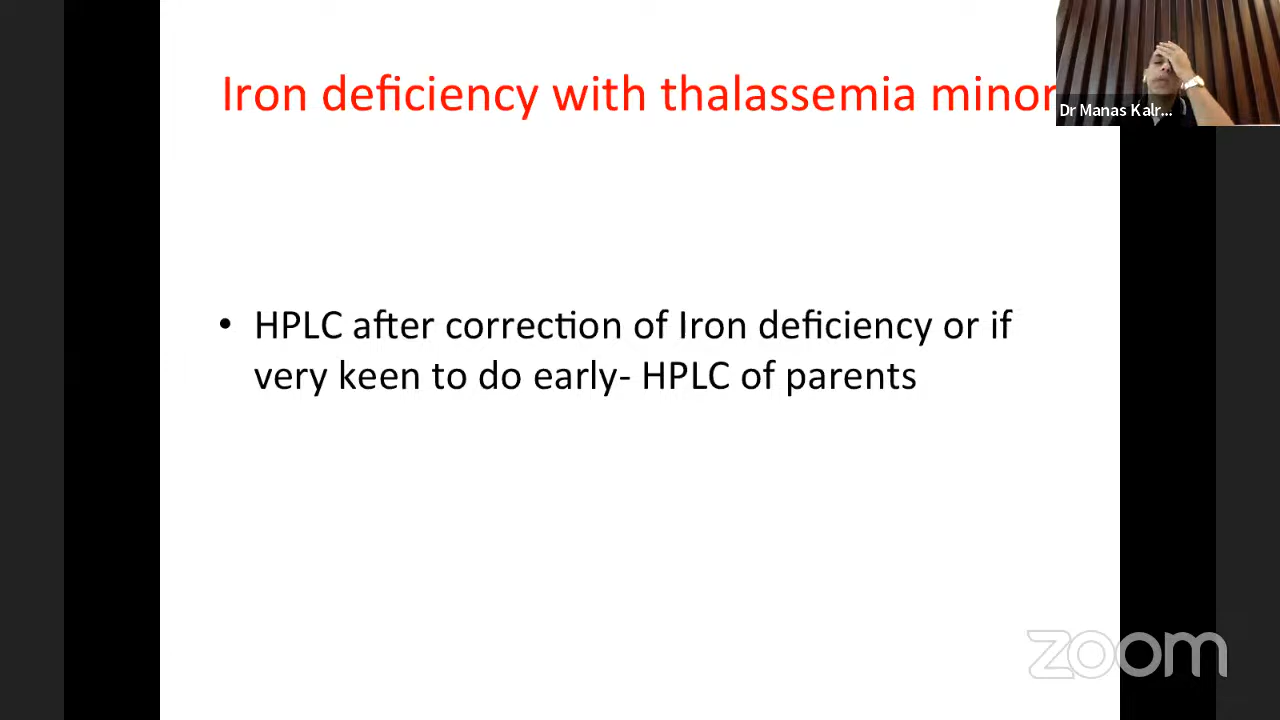 Iron deficiency with thalassemia minor
Dr Manas Kalr...
• HPLC after correction of Iron deficiency or if
very keen to do early- HPLC of parents
zoom